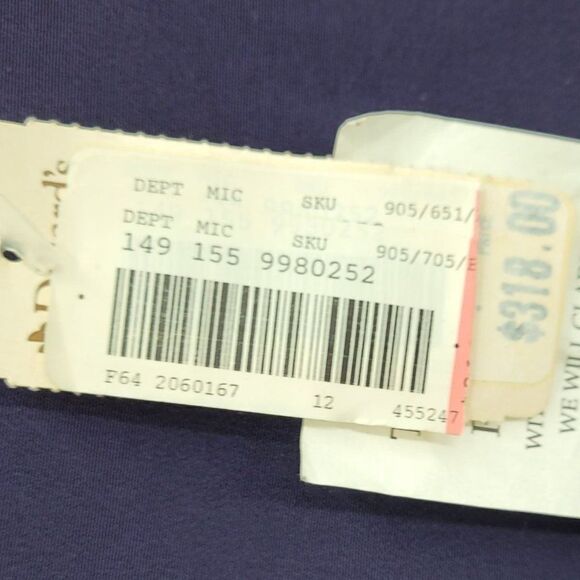 DEPT MIC SKU 905/651/
DEPT MIC SKU 905/705/E
149 155 9980252
F64 2060167 12 455247
$318.00
WE WILL